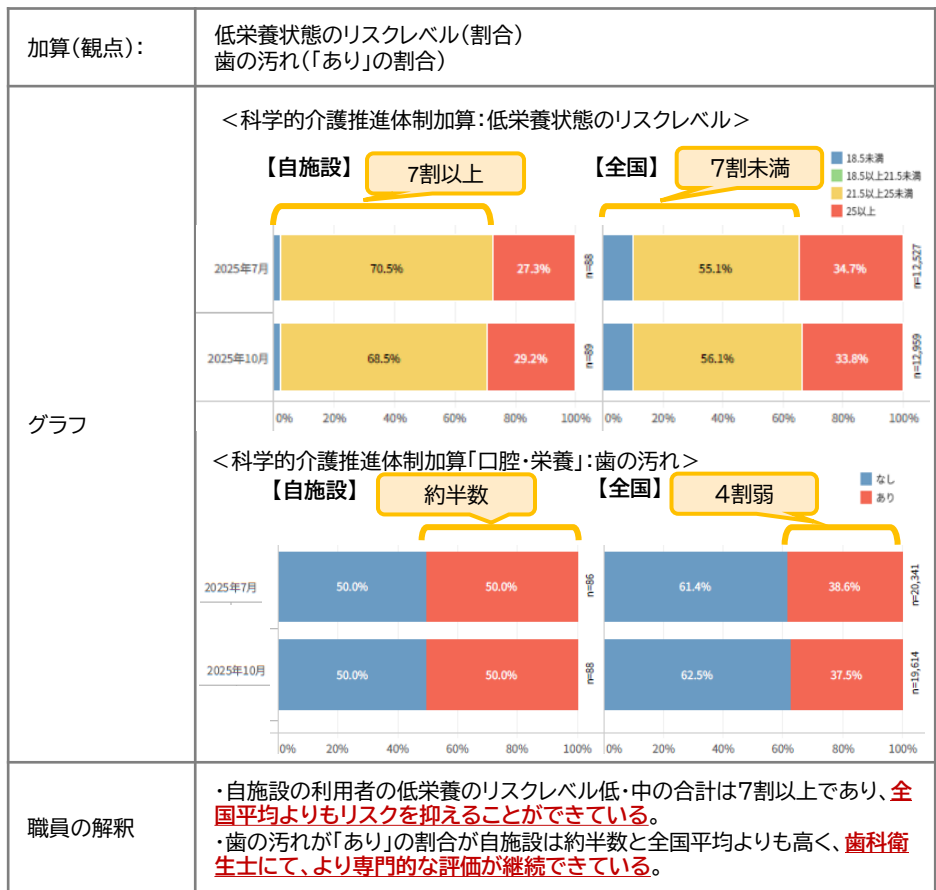 加算(観点):
低栄養状態のリスクレベル(割合)
歯の汚れ(「あり」の割合)
グラフ
<科学的介護推進体制加算:低栄養状態のリスクレベル>
【自施設】
7割以上
【全国】
7割未満
18.5未満
18.5以上21.5未満
21.5以上25未満
25以上
2025年7月
70.5%
27.3%
n=88
55.1%
34.7%
n=12,527
2025年10月
68.5%
29.2%
n=89
56.1%
33.8%
n=12,959
0% 20% 40% 60% 80% 100%
0% 20% 40% 60% 80% 100%
<科学的介護推進体制加算「口腔・栄養」:歯の汚れ>
【自施設】
約半数
【全国】
4割弱
なし
あり
2025年7月
50.0%
50.0%
n=86
61.4%
38.6%
n=20,341
2025年10月
50.0%
50.0%
n=88
62.5%
37.5%
n=19,614
0% 20% 40% 60% 80% 100%
0% 20% 40% 60% 80% 100%
職員の解釈
・自施設の利用者の低栄養のリスクレベル低・中の合計は7割以上であり、全
国平均よりもリスクを抑えることができている。
・歯の汚れが「あり」の割合が自施設は約半数と全国平均よりも高く、歯科衛
生士にて、より専門的な評価が継続できている。